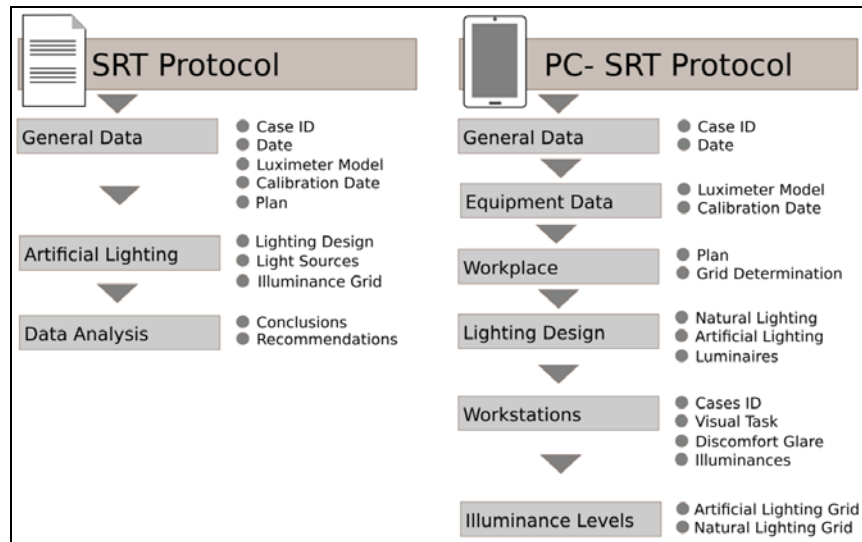 SRT Protocol
General Data
Case ID
Date
Luximeter Model
Calibration Date
Plan
Artificial Lighting
Lighting Design
Light Sources
Illuminance Grid
Data Analysis
Conclusions
Recommendations
PC- SRT Protocol
General Data
Case ID
Date
Equipment Data
Luximeter Model
Calibration Date
Workplace
Plan
Grid Determination
Lighting Design
Natural Lighting
Artificial Lighting
Luminaires
Workstations
Cases ID
Visual Task
Discomfort Glare
Illuminances
Illuminance Levels
Artificial Lighting Grid
Natural Lighting Grid